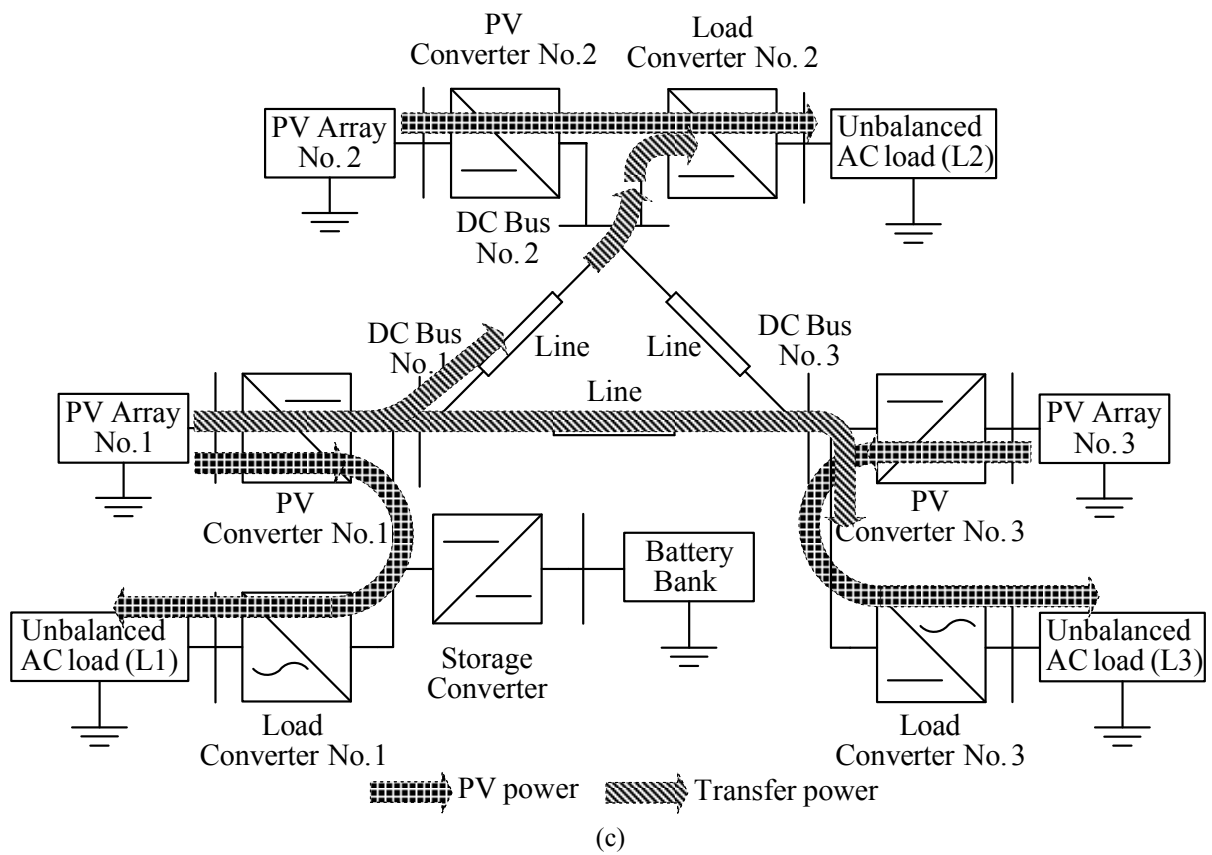 PV
Converter No.2
Load
Converter No. 2
PV Array
No. 2
Unbalanced
AC load (L2)
DC Bus
No. 2
DC Bus
No.1
Line
Line
DC Bus
No.3
Line
PV Array
No.1
PV Array
No.3
PV
Converter No.1
PV
Converter No.3
Battery
Bank
Unbalanced
AC load (L1)
Storage
Converter
Unbalanced
AC load (L3)
Load
Converter No.1
Load
Converter No.3
PV power
Transfer power
(c)